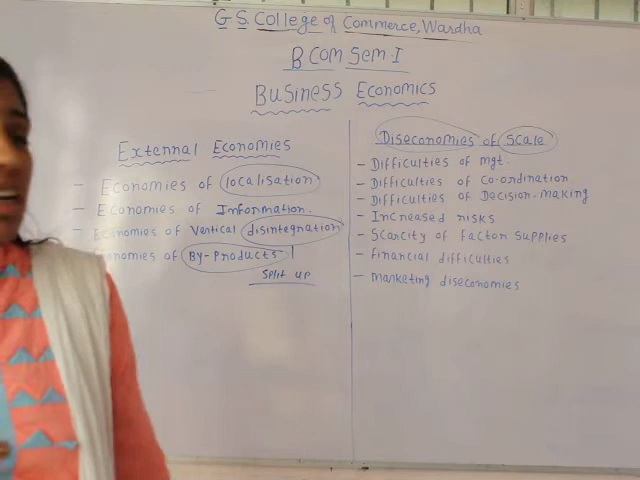 G S. College of Commerce, Wardha
B Com Sem-I
Business Economics
External Economies
- Economies of localisation
- Economies of Information.
- Economies of Vertical disintegration
onomies of By-Products
Split up
Diseconomies of Scale
- Difficulties of mgt.
- Difficulties of Co-ordination
- Difficulties of Decision-making
- Increased risks
- Scarcity of Factor Supplies
- Financial difficulties
- Marketing diseconomies